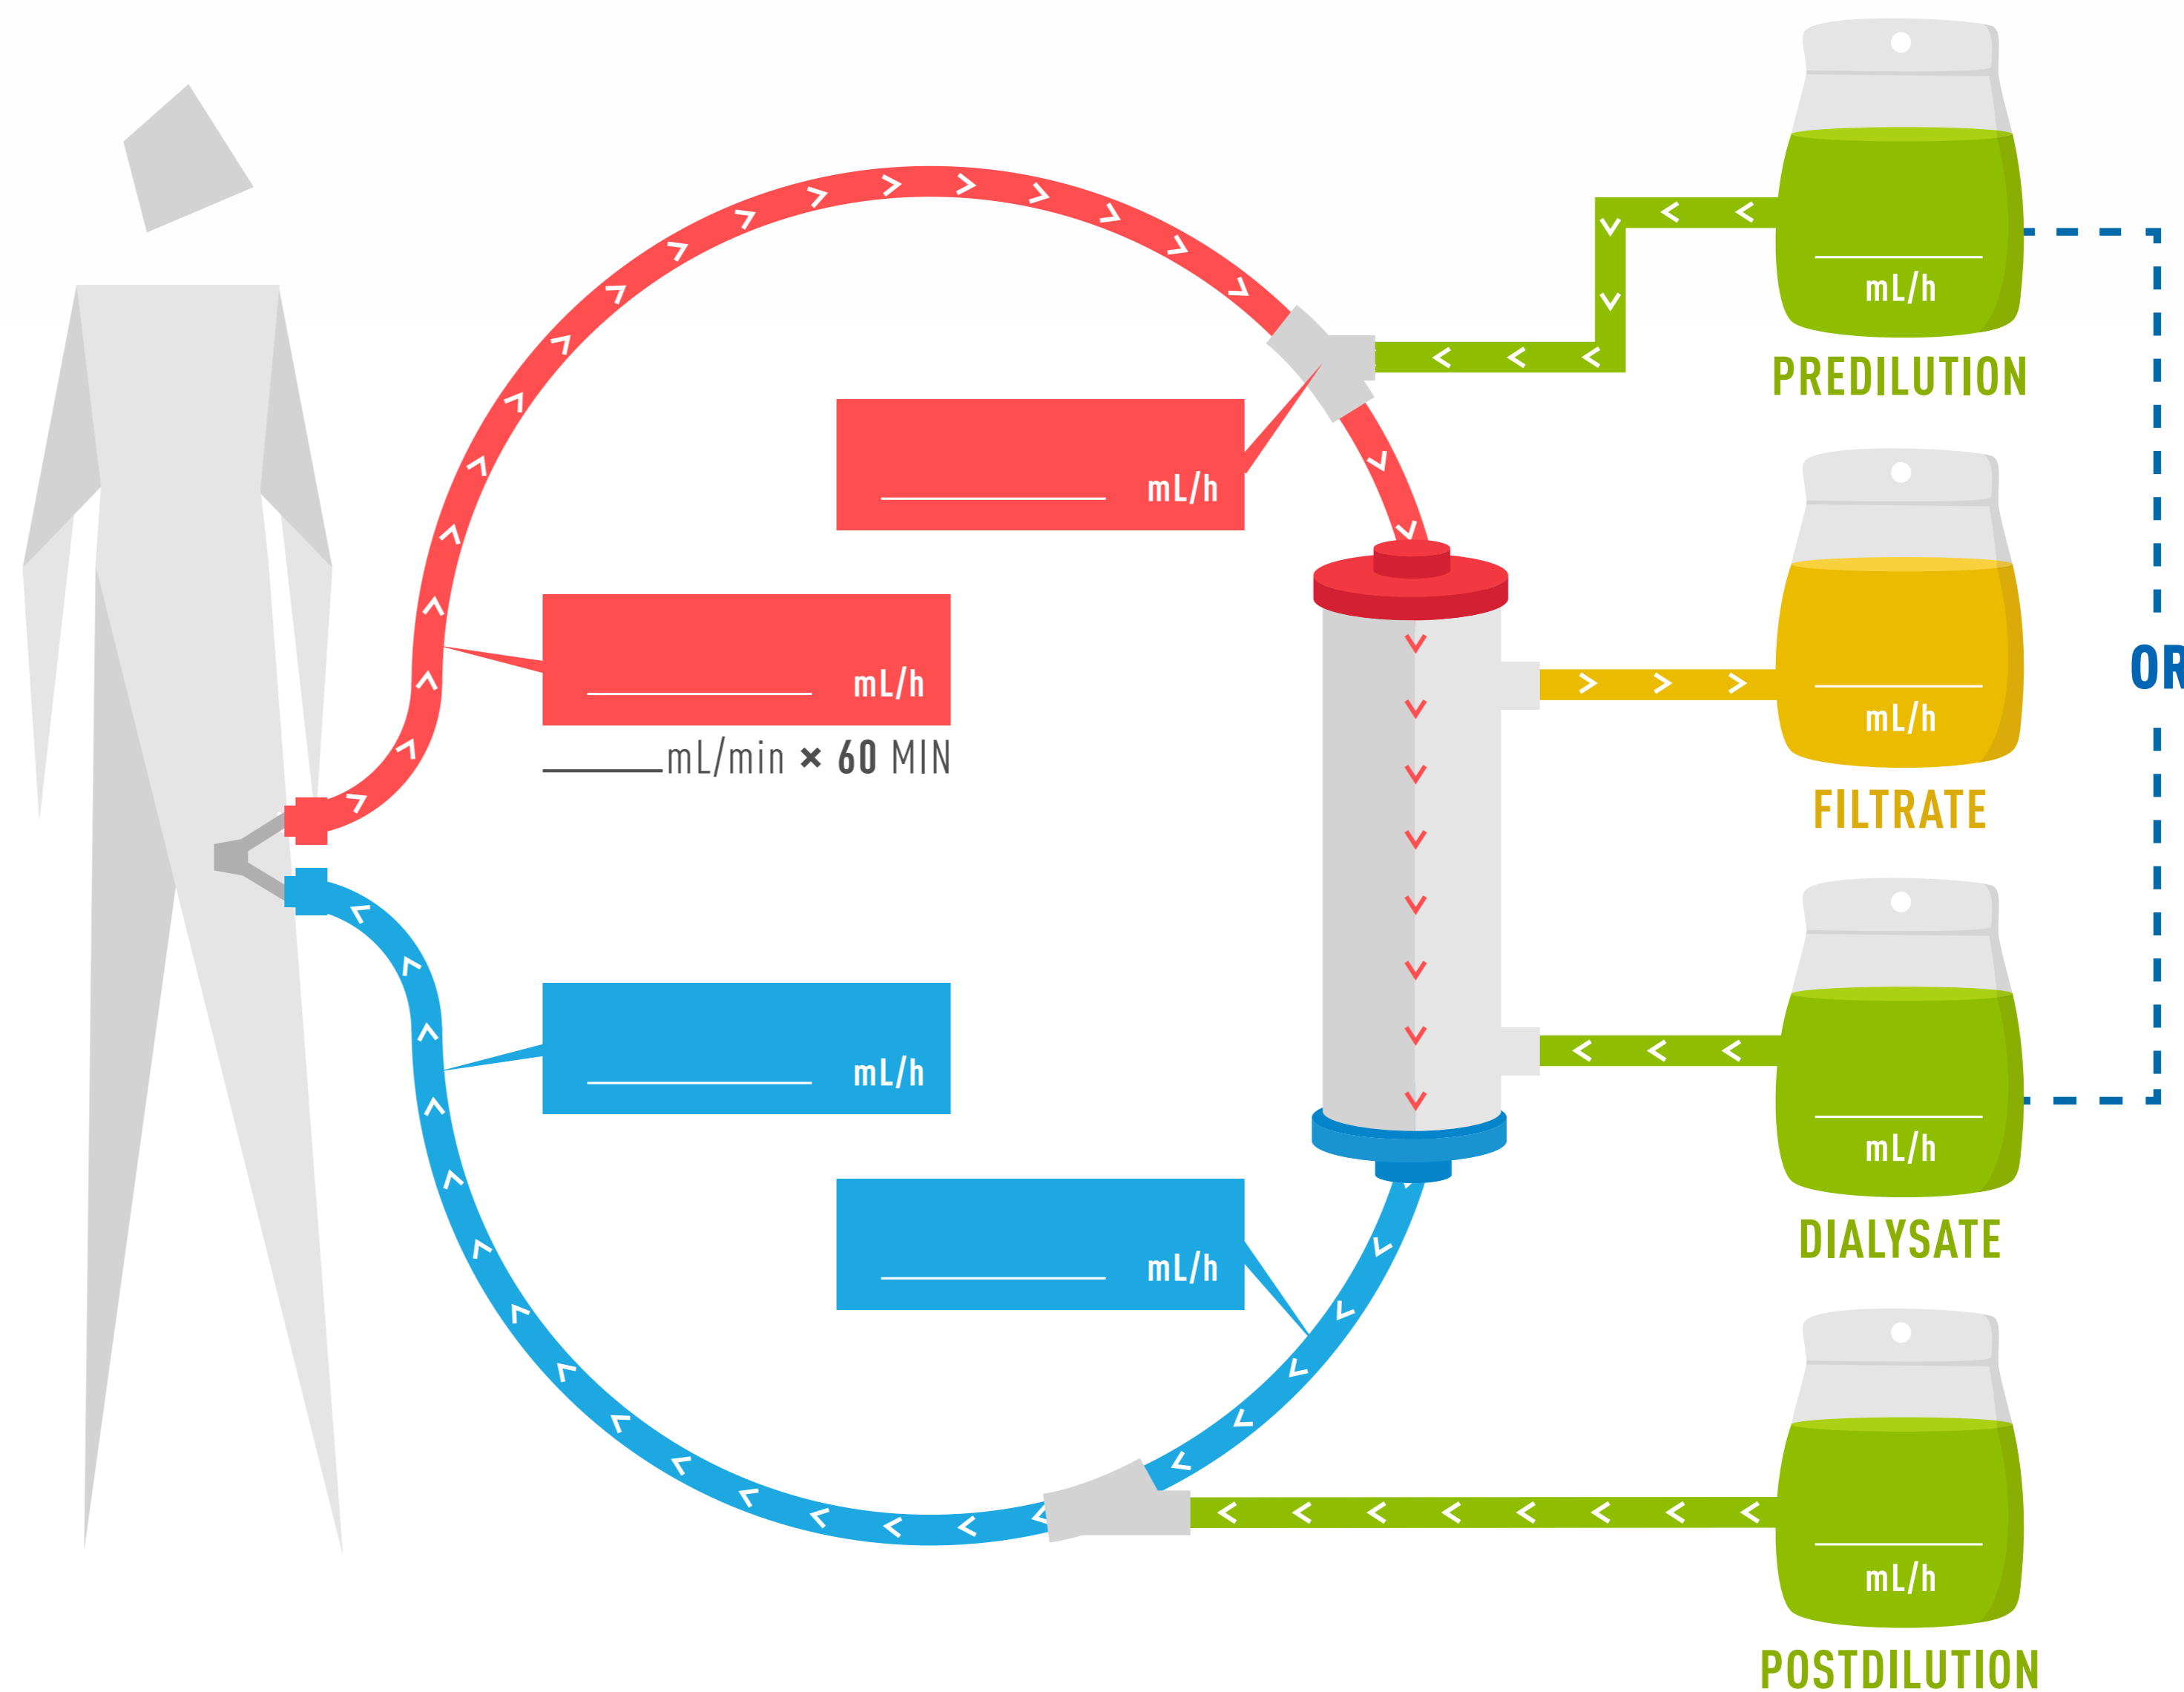 mL/h
PREDILUTION
mL/h
mL/h
mL/min × 60 MIN
mL/h
FILTRATE
OR
mL/h
mL/h
DIALYSATE
mL/h
mL/h
POSTDILUTION